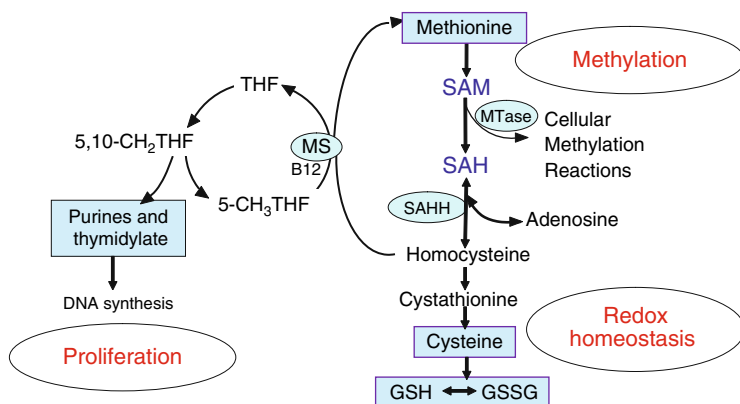 Methionine
Methylation
THF
SAM
MTase
Cellular
Methylation
Reactions
5,10-CH₂THF
MS
B12
SAH
5-CH₃THF
SAHH
Adenosine
Purines and
thymidylate
Homocysteine
DNA synthesis
Cystathionine
Redox
homeostasis
Proliferation
Cysteine
GSH GSSG